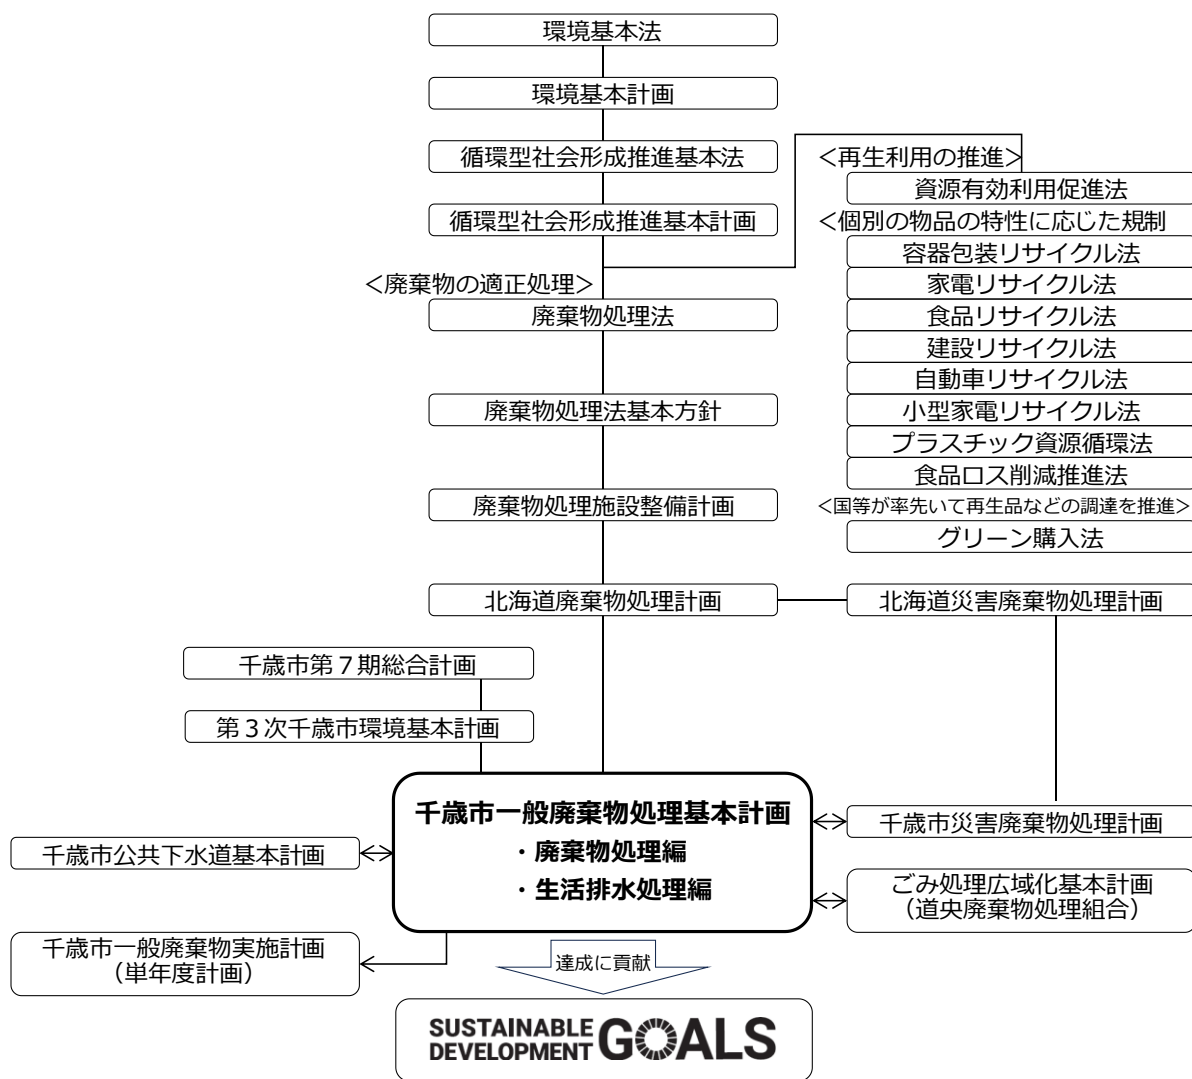 環境基本法
環境基本計画
循環型社会形成推進基本法
循環型社会形成推進基本計画
＜廃棄物の適正処理＞
廃棄物処理法
廃棄物処理法基本方針
廃棄物処理施設整備計画
＜再生利用の推進＞
資源有効利用促進法
＜個別の物品の特性に応じた規制
容器包装リサイクル法
家電リサイクル法
食品リサイクル法
建設リサイクル法
自動車リサイクル法
小型家電リサイクル法
プラスチック資源循環法
食品ロス削減推進法
＜国等が率先いて再生品などの調達を推進＞
グリーン購入法
北海道廃棄物処理計画
北海道災害廃棄物処理計画
千歳市第７期総合計画
第３次千歳市環境基本計画
千歳市一般廃棄物処理基本計画
・廃棄物処理編
・生活排水処理編
千歳市災害廃棄物処理計画
千歳市公共下水道基本計画
ごみ処理広域化基本計画
（道央廃棄物処理組合）
千歳市一般廃棄物実施計画
（単年度計画）
達成に貢献
SUSTAINABLE
DEVELOPMENT
GOALS